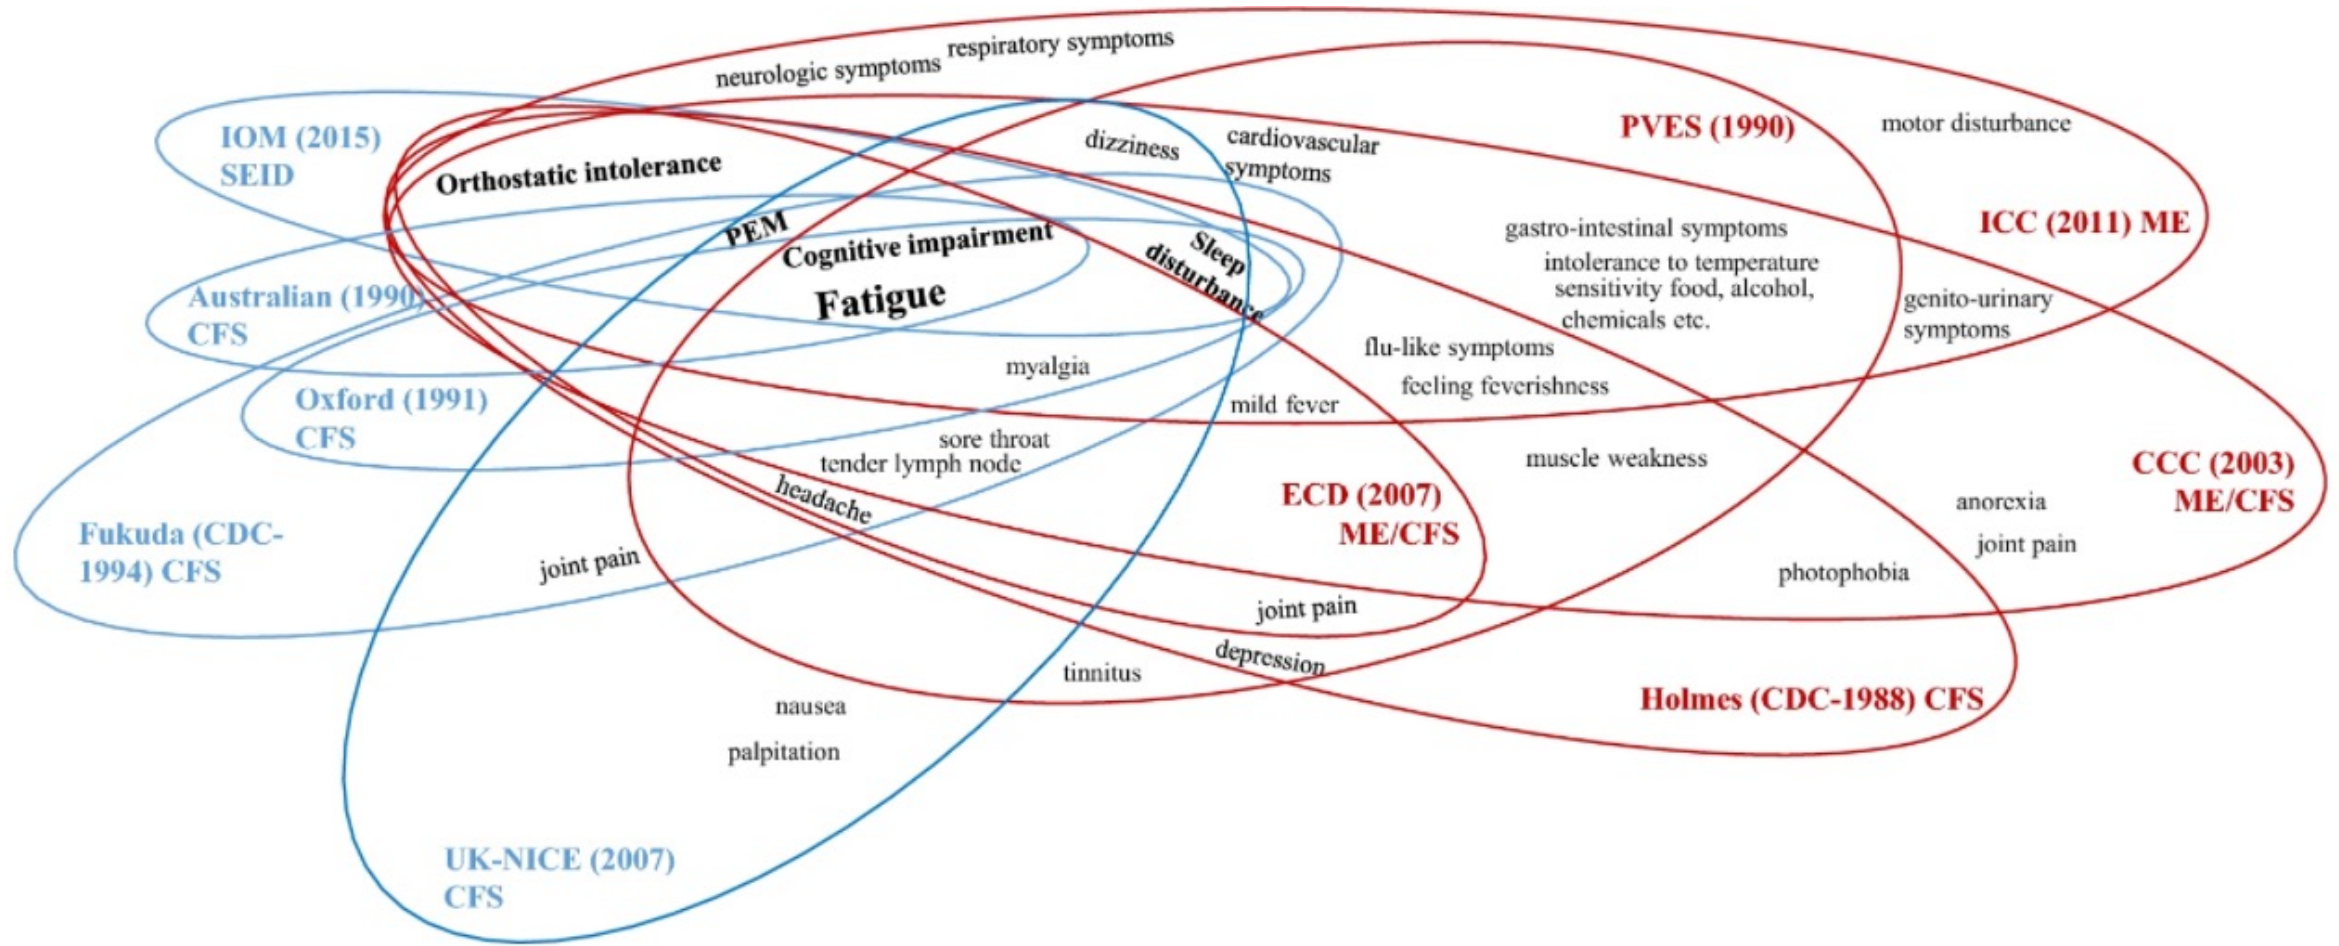 respiratory symptoms
neurologic symptoms
IOM (2015)
SEID
Orthostatic intolerance
dizziness
cardiovascular
symptoms
PVES (1990)
motor disturbance
PEM
Cognitive impairment
Fatigue
Sleep
disturbance
gastro-intestinal symptoms
intolerance to temperature
sensitivity food, alcohol,
chemicals etc.
ICC (2011) ME
genito-urinary
symptoms
Australian (1990)
CFS
myalgia
flu-like symptoms
feeling feverishness
mild fever
Oxford (1991)
CFS
sore throat
tender lymph node
headache
muscle weakness
ECD (2007)
ME/CFS
CCC (2003)
ME/CFS
anorexia
joint pain
photophobia
Fukuda (CDC-
1994) CFS
joint pain
joint pain
depression
tinnitus
nausea
palpitation
Holmes (CDC-1988) CFS
UK-NICE (2007)
CFS